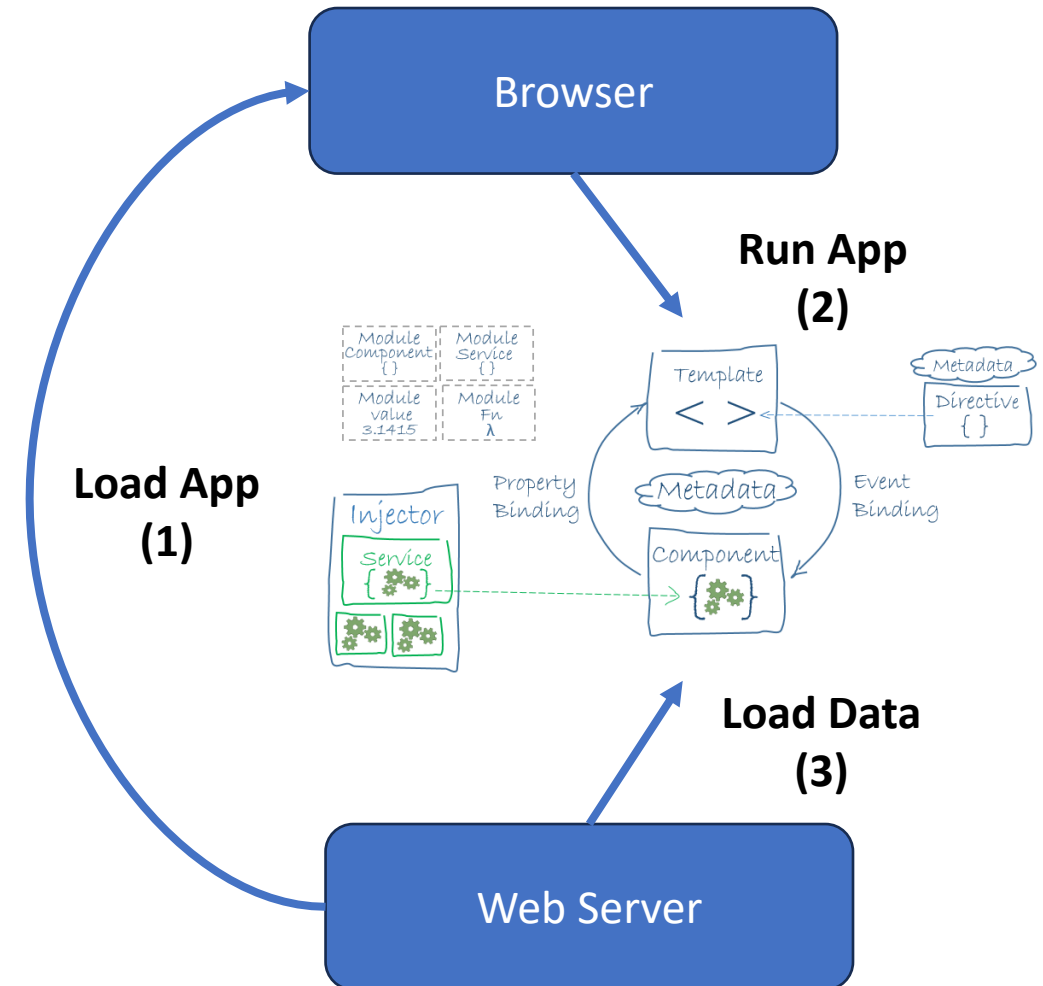 Browser
Run App
(2)
Module
Component
{ }
Module
Service
{ }
Module
value
3.1415
Module
Fn
λ
Template
< >
Metadata
Directive
{ }
Load App
(1)
Property
Binding
Metadata
Event
Binding
Injector
Service
{ }
Component
{ }
Load Data
(3)
Web Server